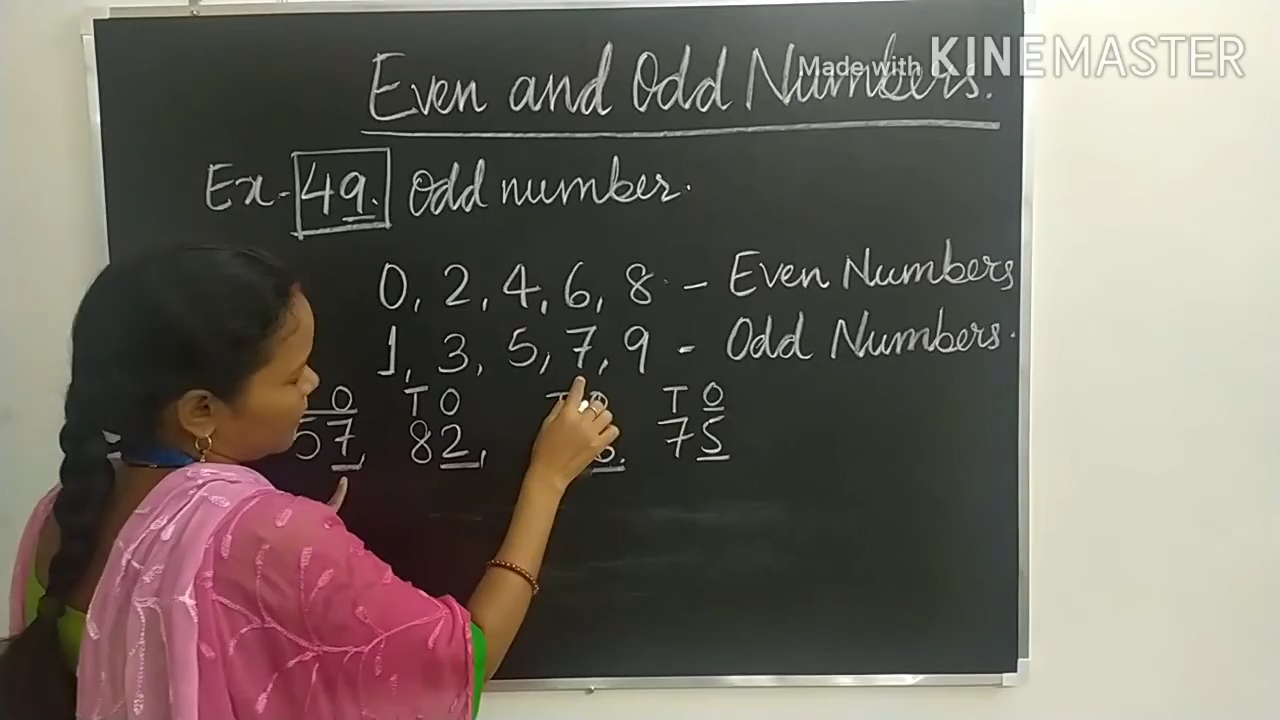 Made with KINEMASTER
Even and Odd Numbers.
Ex- 49. Odd number.
0, 2, 4, 6, 8 - Even Numbers
1, 3, 5, 7, 9 - Odd Numbers.
O T O T O
57, 82, 75